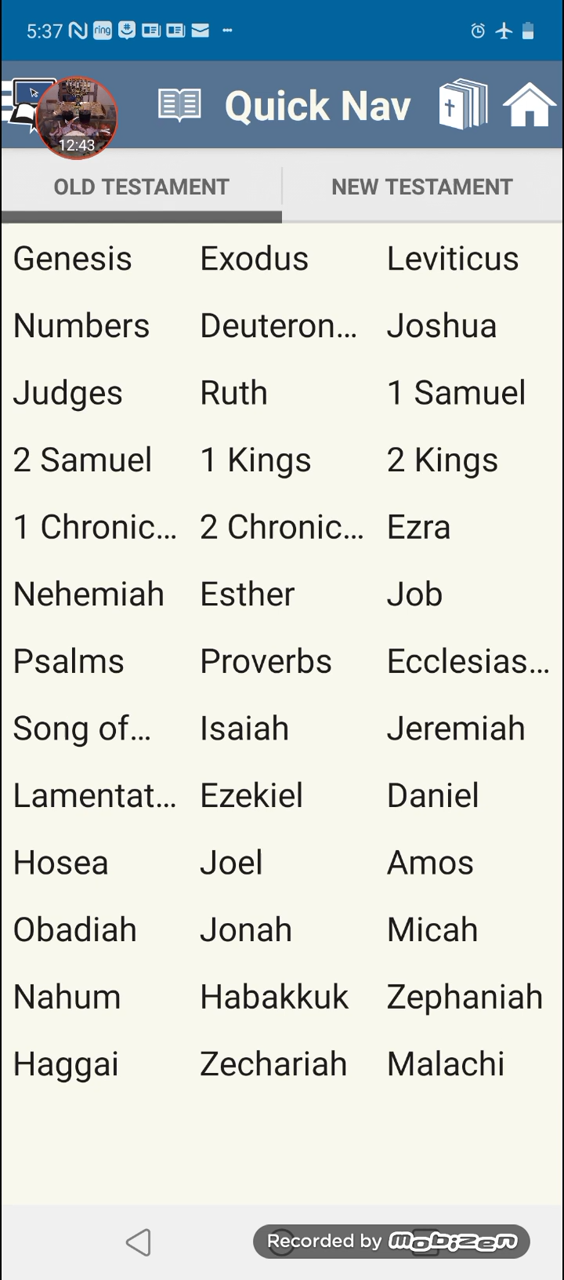 5:37 ring
Quick Nav
12:43
OLD TESTAMENT NEW TESTAMENT
Genesis Exodus Leviticus
Numbers Deuteron... Joshua
Judges Ruth 1 Samuel
2 Samuel 1 Kings 2 Kings
1 Chronic... 2 Chronic... Ezra
Nehemiah Esther Job
Psalms Proverbs Ecclesias...
Song of... Isaiah Jeremiah
Lamentat... Ezekiel Daniel
Hosea Joel Amos
Obadiah Jonah Micah
Nahum Habakkuk Zephaniah
Haggai Zechariah Malachi
Recorded by mobizen